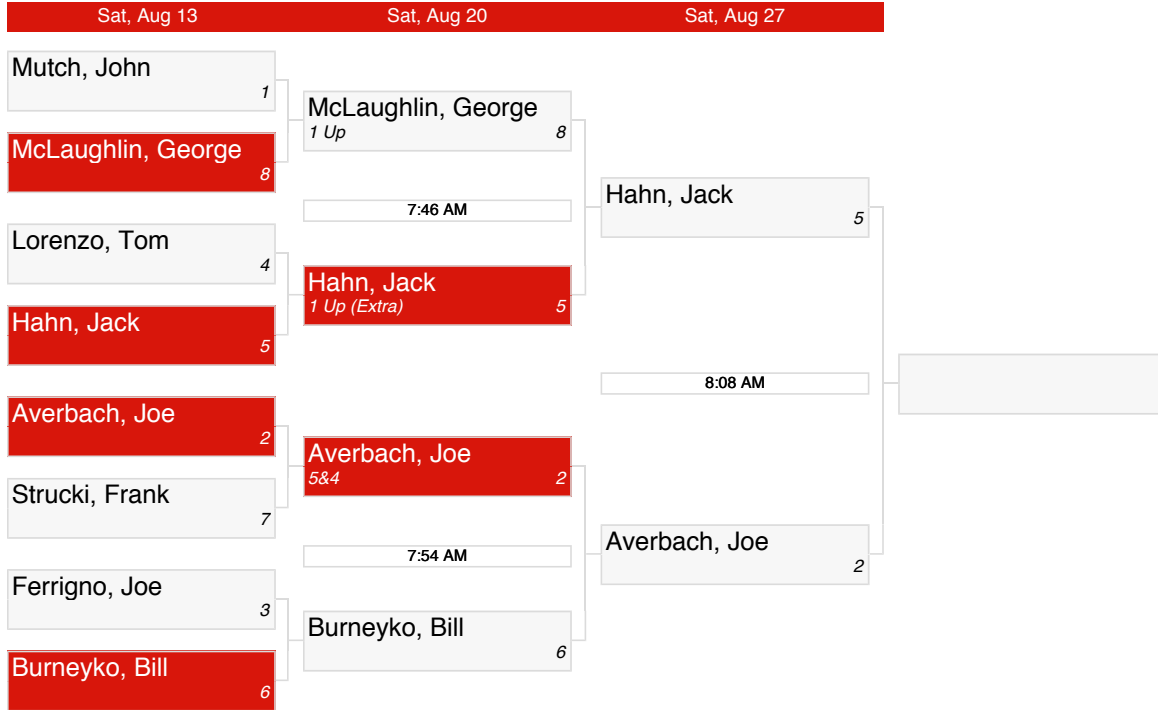 Sat, Aug 13
Sat, Aug 20
Sat, Aug 27
Mutch, John
1
McLaughlin, George
8
Lorenzo, Tom
4
Hahn, Jack
5
Averbach, Joe
2
Strucki, Frank
7
Ferrigno, Joe
3
Burneyko, Bill
6
McLaughlin, George
1 Up 8
7:46 AM
Hahn, Jack
1 Up (Extra) 5
Averbach, Joe
5&4 2
7:54 AM
Burneyko, Bill
6
Hahn, Jack
5
8:08 AM
Averbach, Joe
2